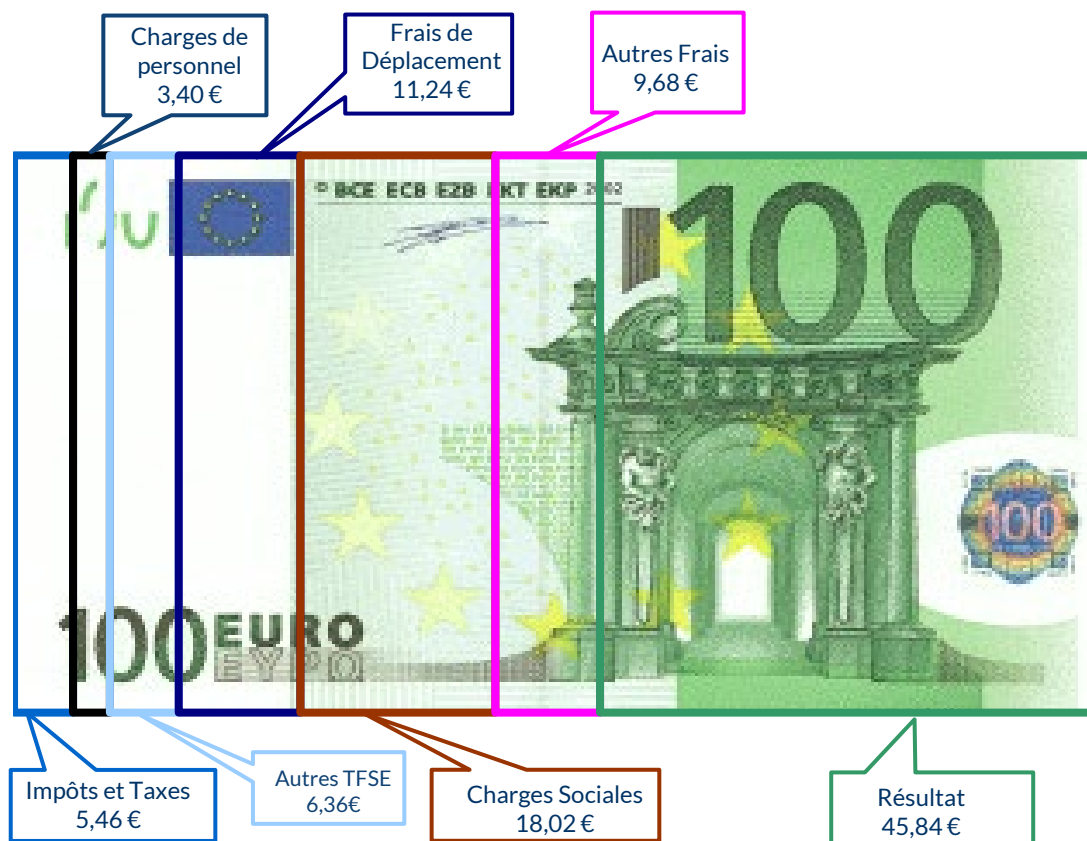 Charges de
personnel
3,40 €
Frais de
Déplacement
11,24 €
Autres Frais
9,68 €
© BCE ECB EZB EKT EKP 2002
100
100
100 EURO
ΕΥΡΩ
Impôts et Taxes
5,46 €
Autres TFSE
6,36€
Charges Sociales
18,02 €
Résultat
45,84 €